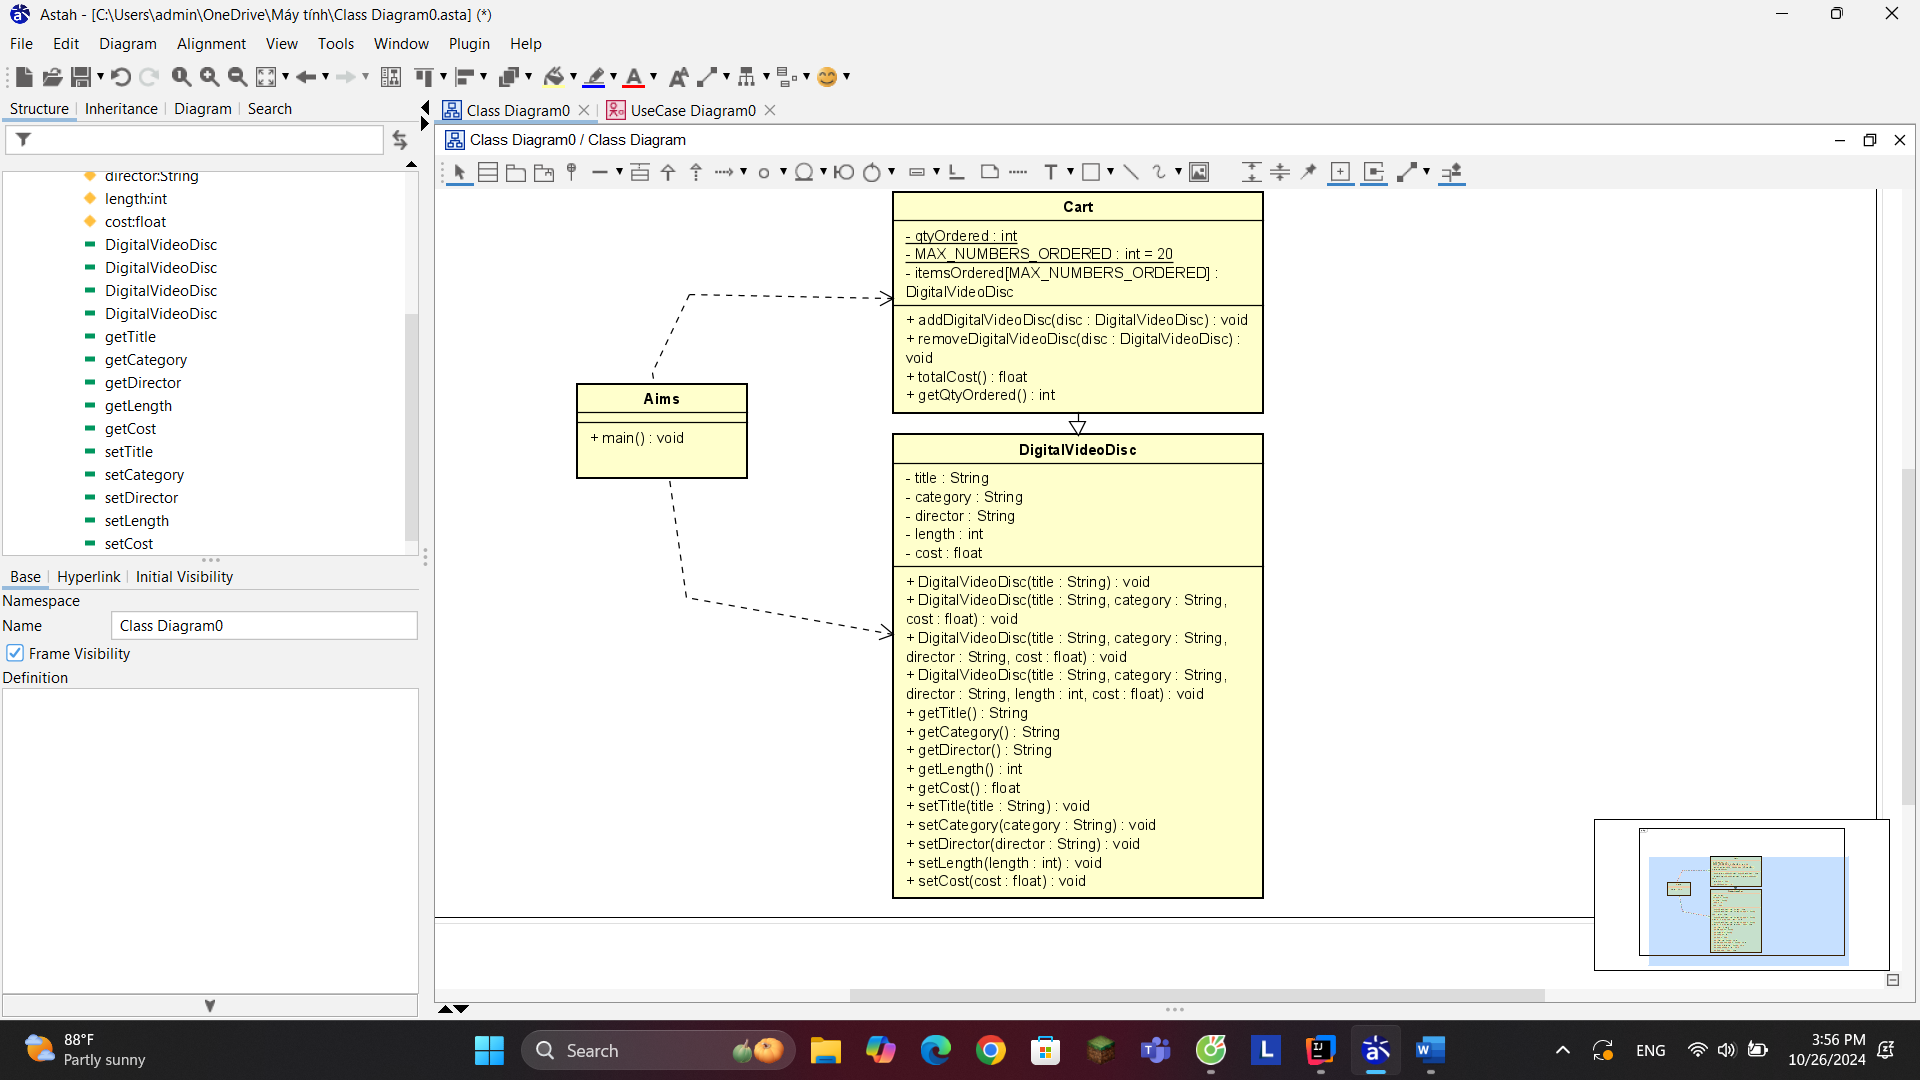 Astah - [C:\Users\admin\OneDrive\Máy tính\Class Diagram0.asta] (*)
File Edit Diagram Alignment View Tools Window Plugin Help
Structure Inheritance Diagram Search
Class Diagram0 UseCase Diagram0
Class Diagram0 / Class Diagram
director:String
length:int
cost:float
DigitalVideoDisc
DigitalVideoDisc
DigitalVideoDisc
DigitalVideoDisc
getTitle
getCategory
getDirector
getLength
getCost
setTitle
setCategory
setDirector
setLength
setCost
Base Hyperlink Initial Visibility
Namespace
Name Class Diagram0
Frame Visibility
Definition
Cart
- qtyOrdered : int
- MAX_NUMBERS_ORDERED : int = 20
- itemsOrdered[MAX_NUMBERS_ORDERED] :
DigitalVideoDisc
+ addDigitalVideoDisc(disc : DigitalVideoDisc) : void
+ removeDigitalVideoDisc(disc : DigitalVideoDisc) :
void
+ totalCost() : float
+ getQtyOrdered() : int
Aims
+ main() : void
DigitalVideoDisc
- title : String
- category : String
- director : String
- length : int
- cost : float
+ DigitalVideoDisc(title : String) : void
+ DigitalVideoDisc(title : String, category : String,
cost : float) : void
+ DigitalVideoDisc(title : String, category : String,
director : String, cost : float) : void
+ DigitalVideoDisc(title : String, category : String,
director : String, length : int, cost : float) : void
+ getTitle() : String
+ getCategory() : String
+ getDirector() : String
+ getLength() : int
+ getCost() : float
+ setTitle(title : String) : void
+ setCategory(category : String) : void
+ setDirector(director : String) : void
+ setLength(length : int) : void
+ setCost(cost : float) : void
88°F
Partly sunny
Search
ENG
3:56 PM
10/26/2024